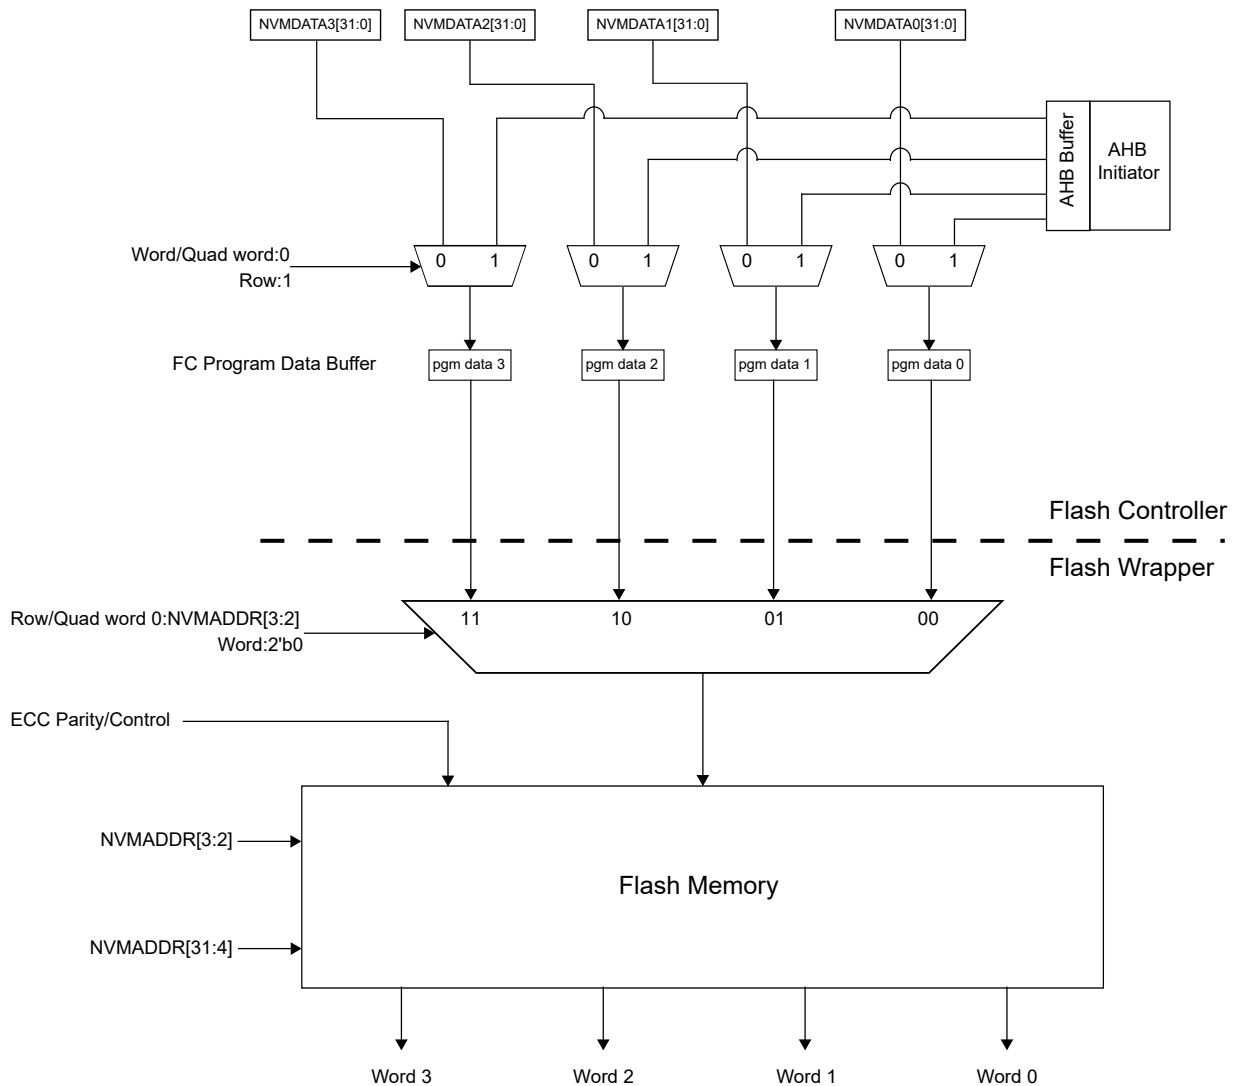 NVMDATA3[31:0]
NVMDATA2[31:0]
NVMDATA1[31:0]
NVMDATA0[31:0]
AHB Buffer
AHB
Initiator
Word/Quad word:0
Row:1
0 1
0 1
0 1
0 1
FC Program Data Buffer
pgm data 3
pgm data 2
pgm data 1
pgm data 0
Flash Controller
Flash Wrapper
Row/Quad word 0:NVMADDR[3:2]
Word:2'b0
11
10
01
00
ECC Parity/Control
NVMADDR[3:2]
Flash Memory
NVMADDR[31:4]
Word 3
Word 2
Word 1
Word 0